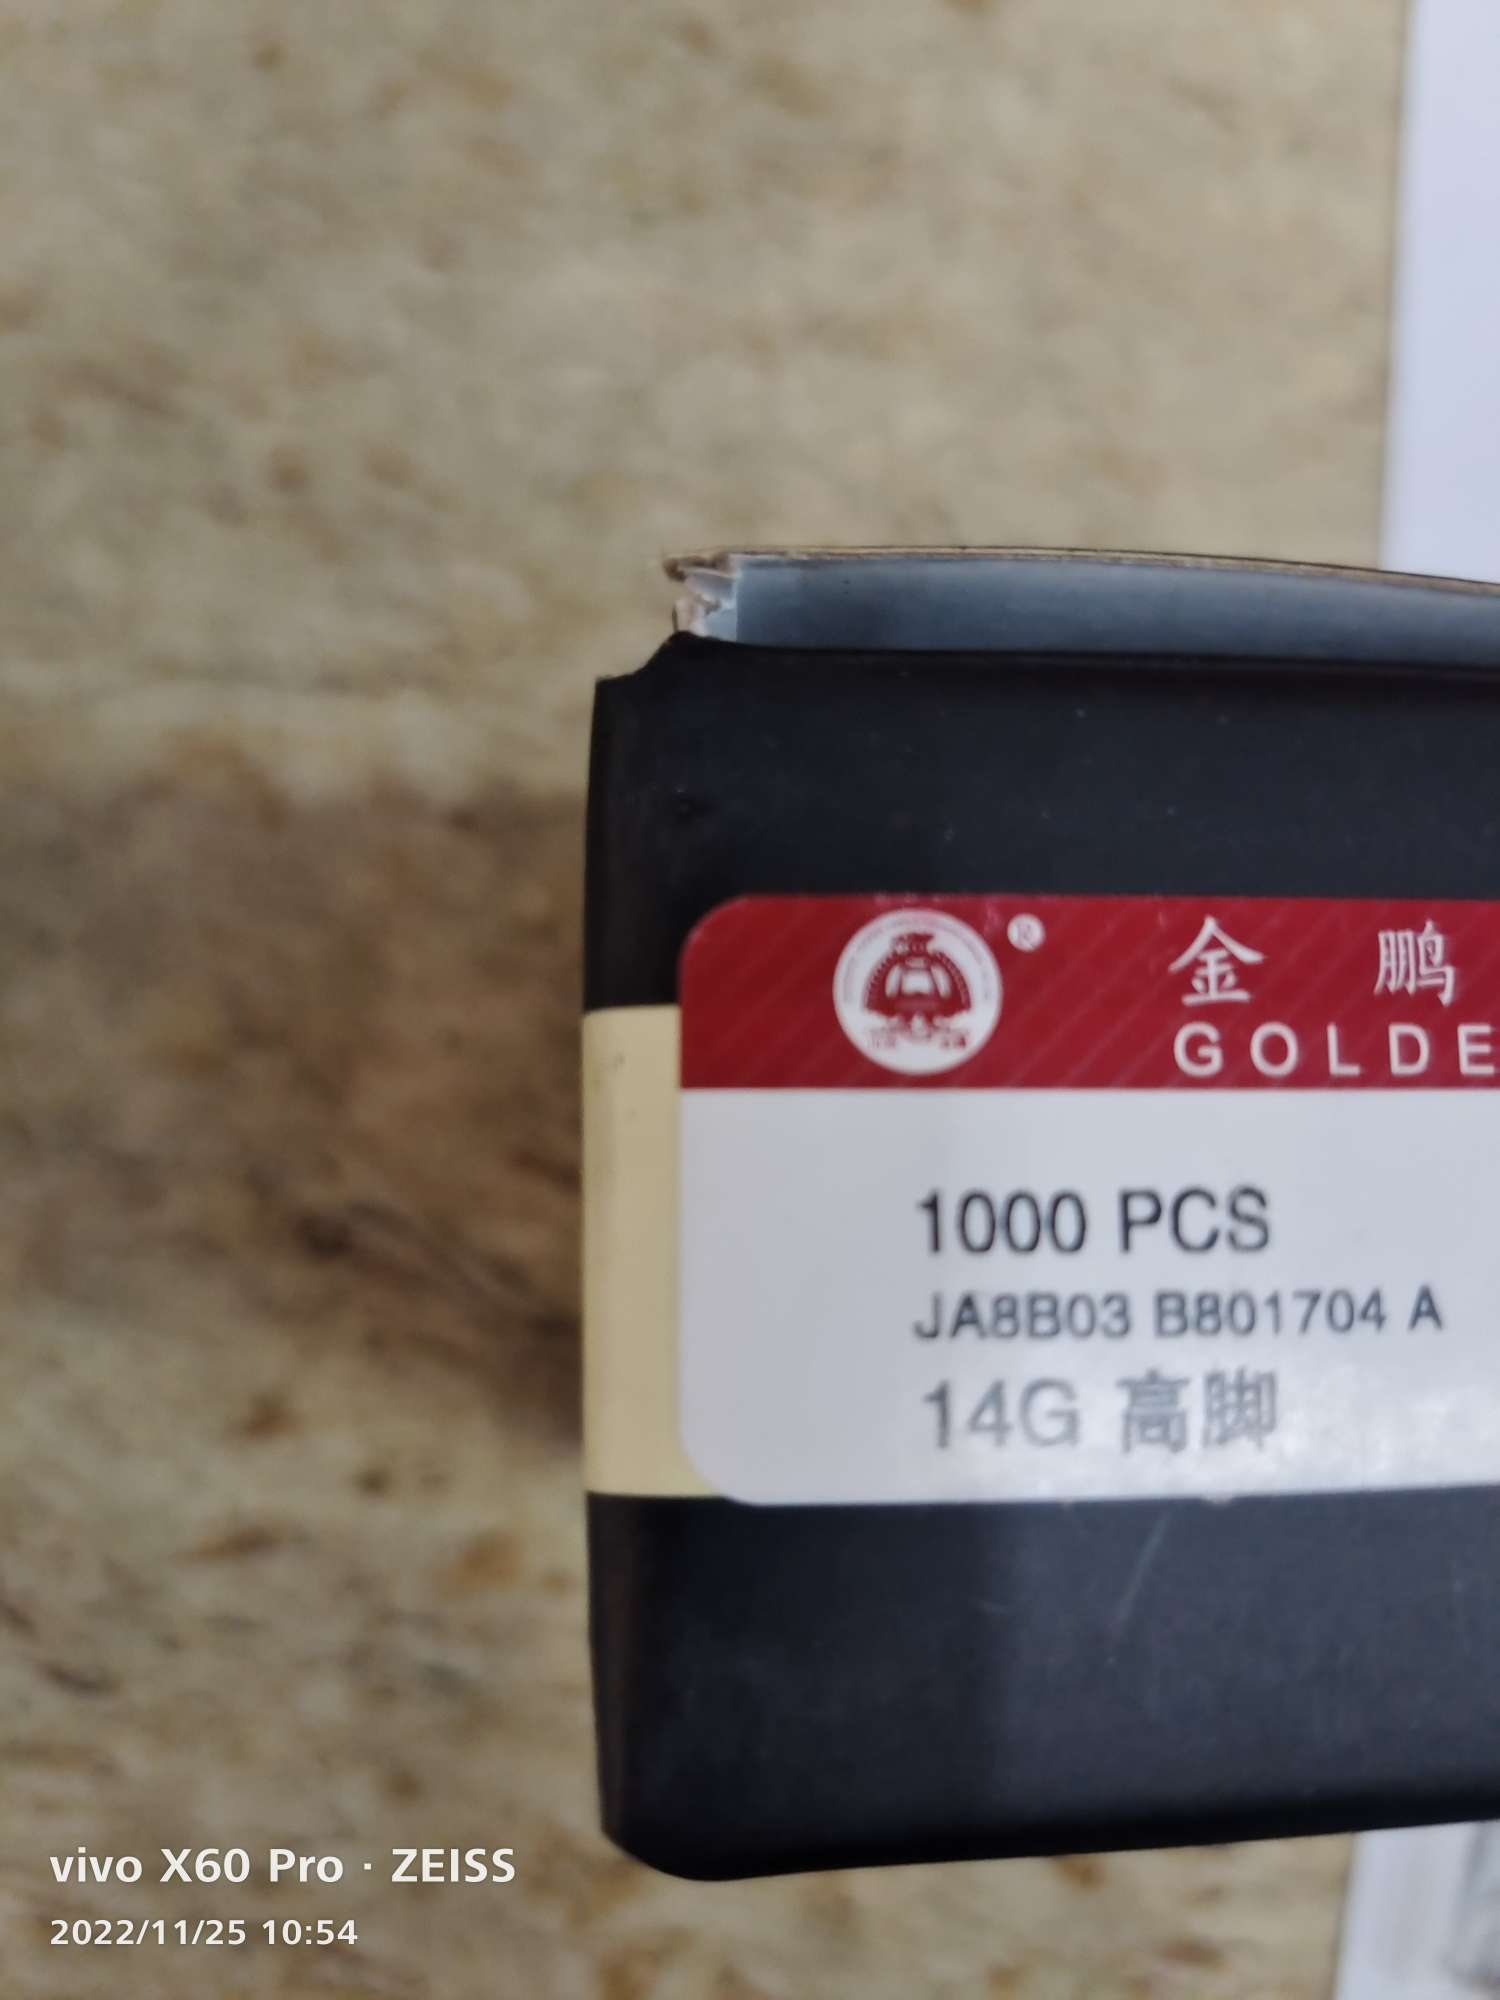 ®
金 鹏
GOLDE
1000 PCS
JA8B03 B801704 A
14G 高脚
vivo X60 Pro · ZEISS
2022/11/25 10:54